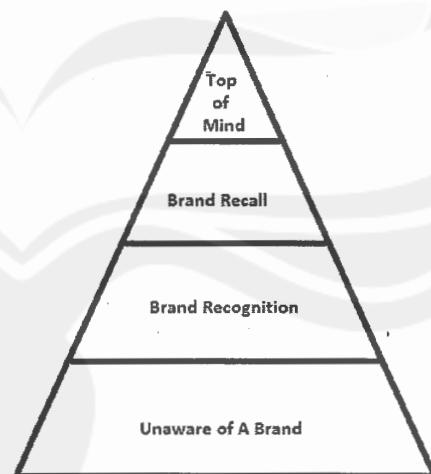 Top
of
Mind
Brand Recall
Brand Recognition
Unaware of A Brand